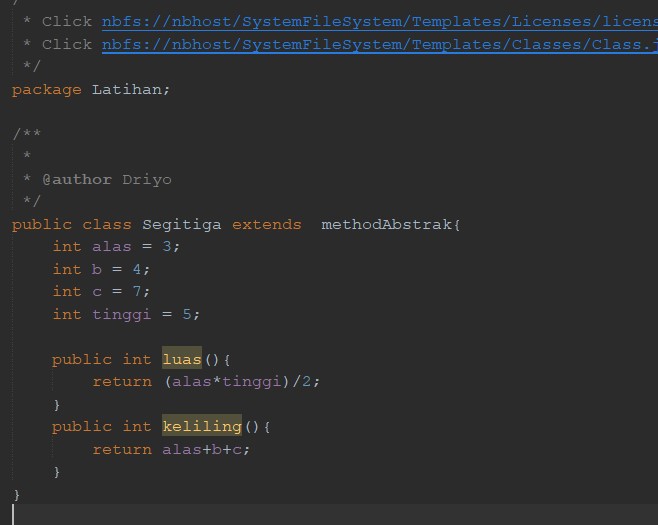 /
* Click nbfs://nbhost/SystemFileSystem/Templates/Licenses/licens
* Click nbfs://nbhost/SystemFileSystem/Templates/Classes/Class.j
*/
package Latihan;
/**
*
* @author Driyo
*/
public class Segitiga extends  methodAbstrak{
int alas = 3;
int b = 4;
int c = 7;
int tinggi = 5;
public int luas(){
return (alas*tinggi)/2;
}
public int keliling(){
return alas+b+c;
}
}